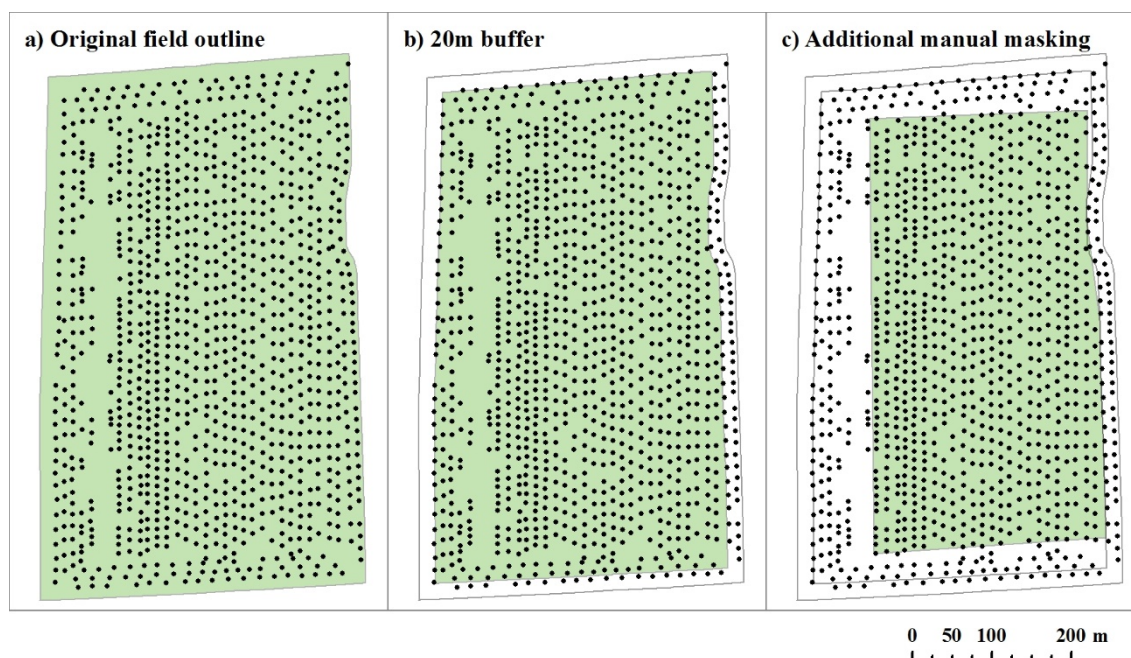 a) Original field outline
b) 20m buffer
c) Additional manual masking
0 50 100 200 m